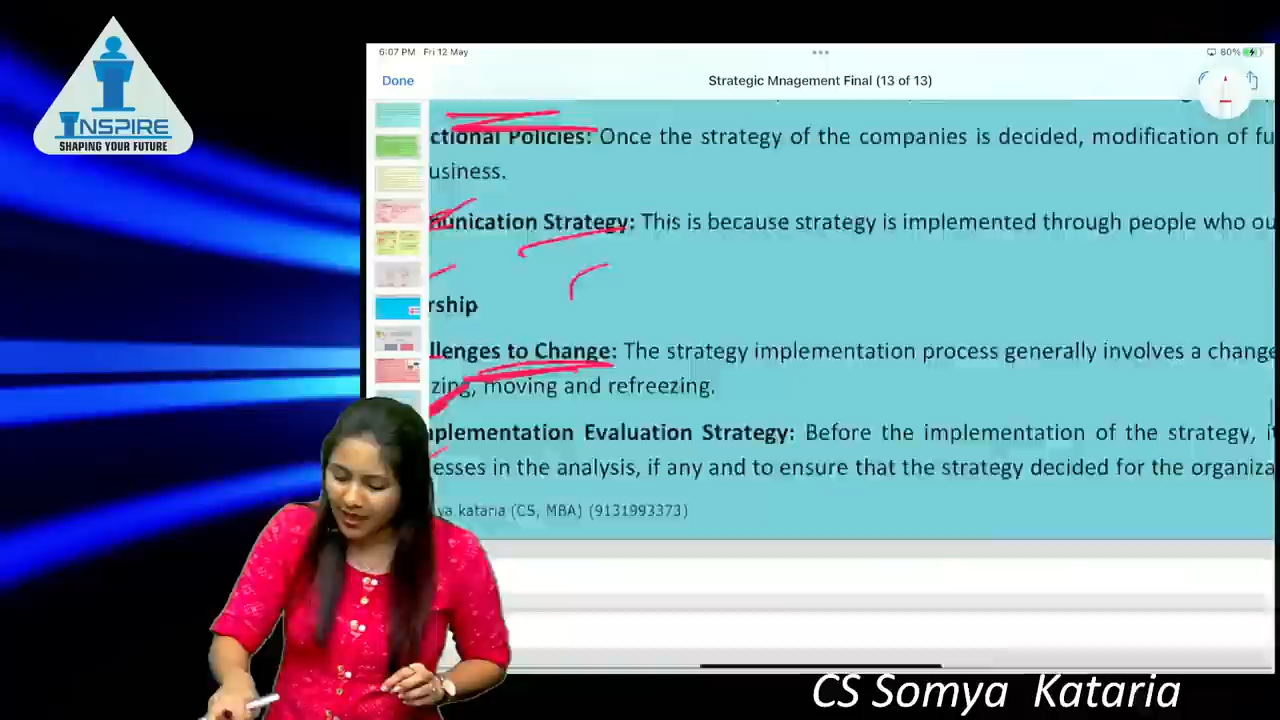 INSPIRE
SHAPING YOUR FUTURE
6:07 PM Fri 12 May
80%
Done
Strategic Mnagement Final (13 of 13)
ctional Policies: Once the strategy of the companies is decided, modification of fu
usiness.
unication Strategy: This is because strategy is implemented through people who ou
rship
llenges to Change: The strategy implementation process generally involves a change
zing, moving and refreezing.
plementation Evaluation Strategy: Before the implementation of the strategy, i
esses in the analysis, if any and to ensure that the strategy decided for the organiza
ya kataria (CS, MBA) (9131993373)
CS Somya Kataria